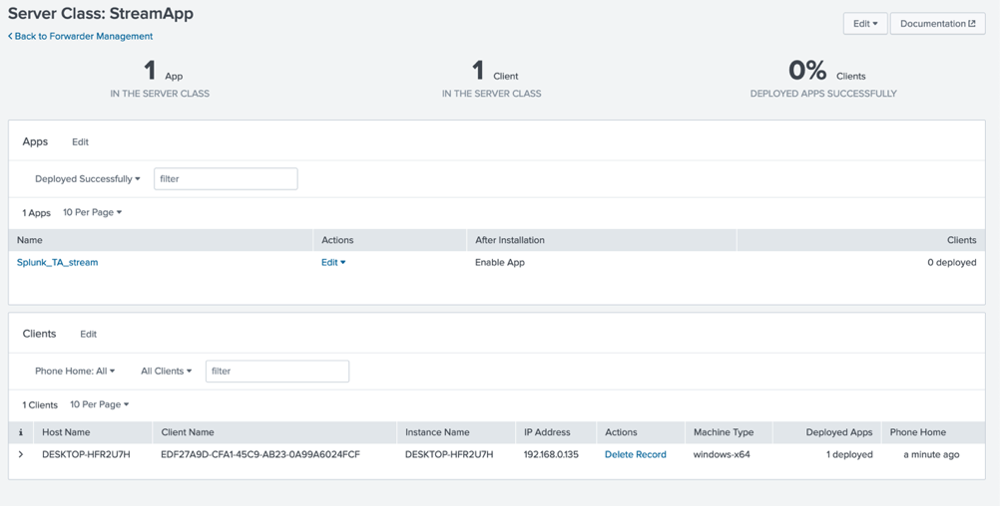 Server Class: StreamApp
Back to Forwarder Management
Edit
Documentation
1 App
IN THE SERVER CLASS
1 Client
IN THE SERVER CLASS
0% Clients
DEPLOYED APPS SUCCESSFULLY
Apps Edit
Deployed Successfully filter
1 Apps 10 Per Page
Name Actions After Installation Clients
Splunk_TA_stream Edit Enable App 0 deployed
Clients Edit
Phone Home: All All Clients filter
1 Clients 10 Per Page
i Host Name Client Name Instance Name IP Address Actions Machine Type Deployed Apps Phone Home
DESKTOP-HFR2U7H EDF27A9D-CFA1-45C9-AB23-0A99A6024FCF DESKTOP-HFR2U7H 192.168.0.135 Delete Record windows-x64 1 deployed a minute ago